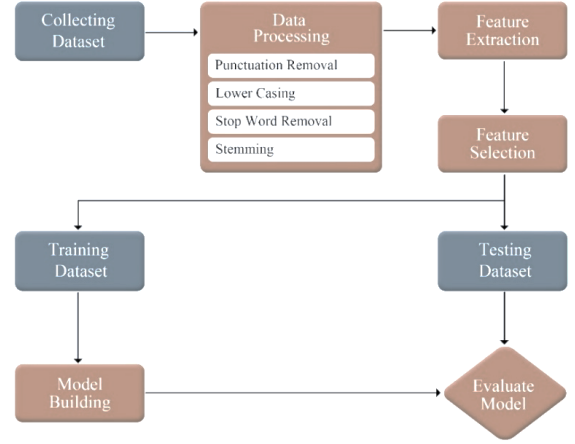 Collecting
Dataset
Data
Processing
Punctuation Removal
Lower Casing
Stop Word Removal
Stemming
Feature
Extraction
Feature
Selection
Training
Dataset
Testing
Dataset
Model
Building
Evaluate
Model